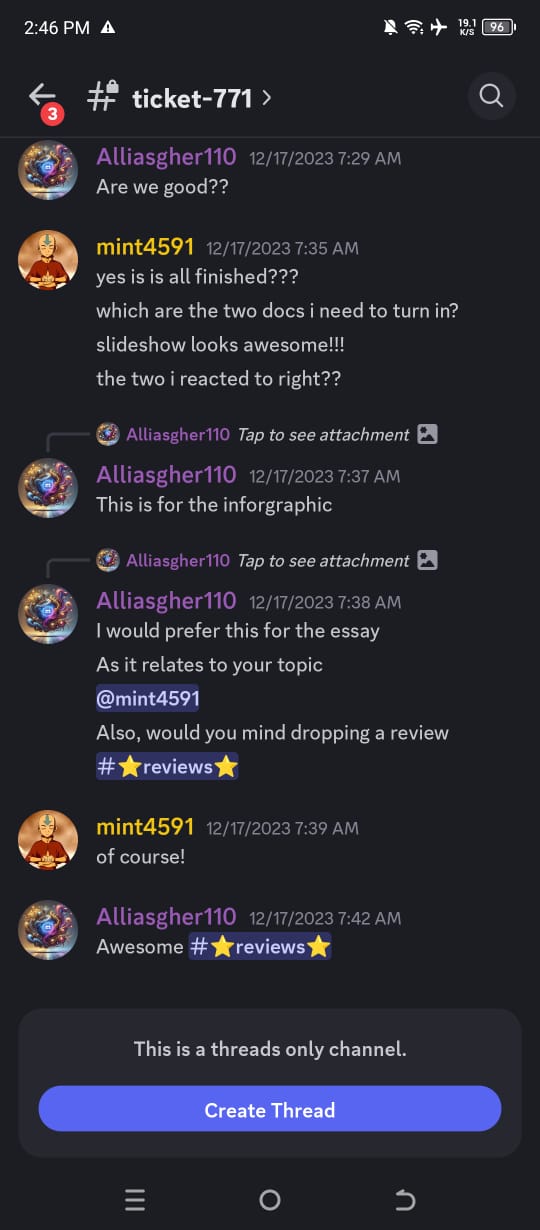 2:46 PM
19.1
K/S
96
3
ticket-771
Alliasgher110 12/17/2023 7:29 AM
Are we good??
mint4591 12/17/2023 7:35 AM
yes is is all finished???
which are the two docs i need to turn in?
slideshow looks awesome!!!
the two i reacted to right??
Alliasgher110 Tap to see attachment
Alliasgher110 12/17/2023 7:37 AM
This is for the inforgraphic
Alliasgher110 Tap to see attachment
Alliasgher110 12/17/2023 7:38 AM
I would prefer this for the essay
As it relates to your topic
@mint4591
Also, would you mind dropping a review
#⭐reviews⭐
mint4591 12/17/2023 7:39 AM
of course!
Alliasgher110 12/17/2023 7:42 AM
Awesome #⭐reviews⭐
This is a threads only channel.
Create Thread